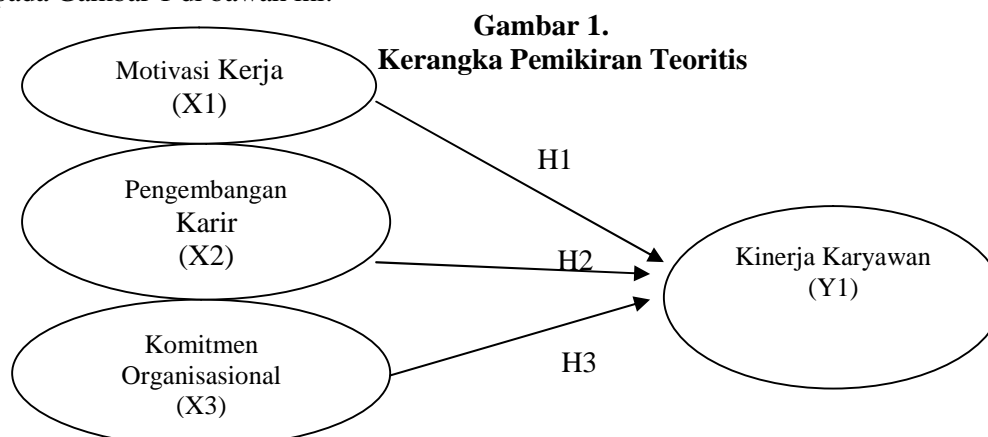 pada Gambar 1 di bawah ini.
Gambar 1.
Kerangka Pemikiran Teoritis
Motivasi Kerja
(X1)
H1
Pengembangan
Karir
(X2)
H2
Kinerja Karyawan
(Y1)
Komitmen
Organisasional
(X3)
H3